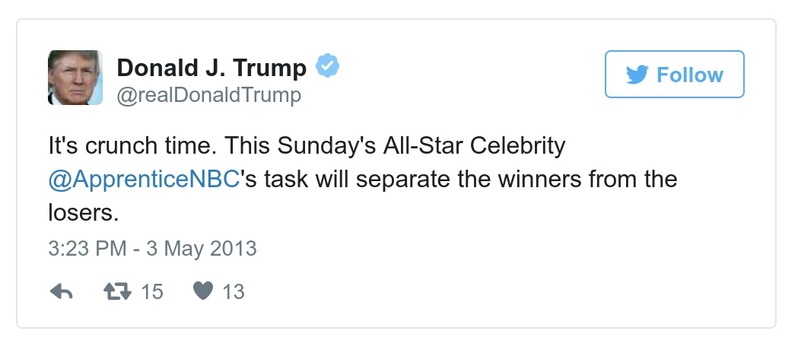 Donald J. Trump
@realDonaldTrump
Follow
It's crunch time. This Sunday's All-Star Celebrity
@ApprenticeNBC's task will separate the winners from the
losers.
3:23 PM - 3 May 2013
15 13